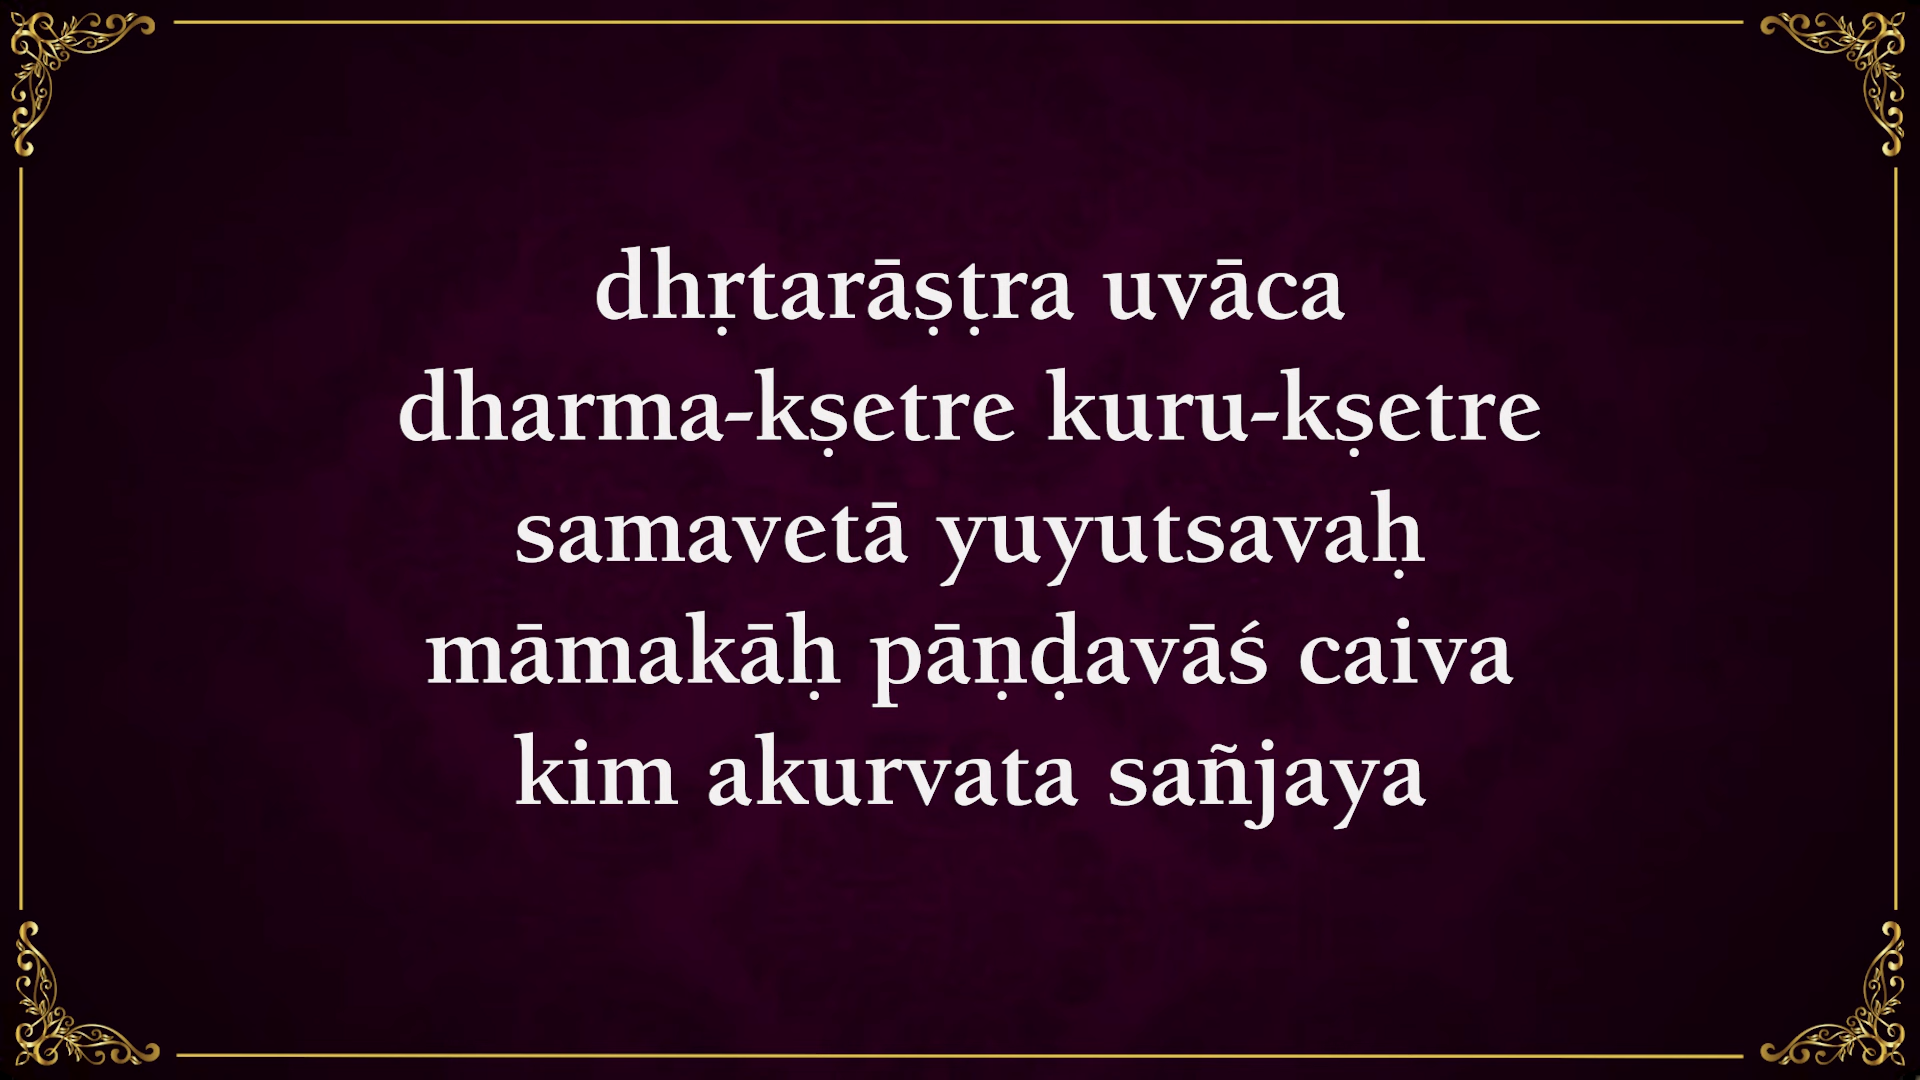 dhṛtarāṣṭra uvāca
dharma-kṣetre kuru-kṣetre
samavetā yuyutsavaḥ
māmakāḥ pāṇḍavāś caiva
kim akurvata sañjaya